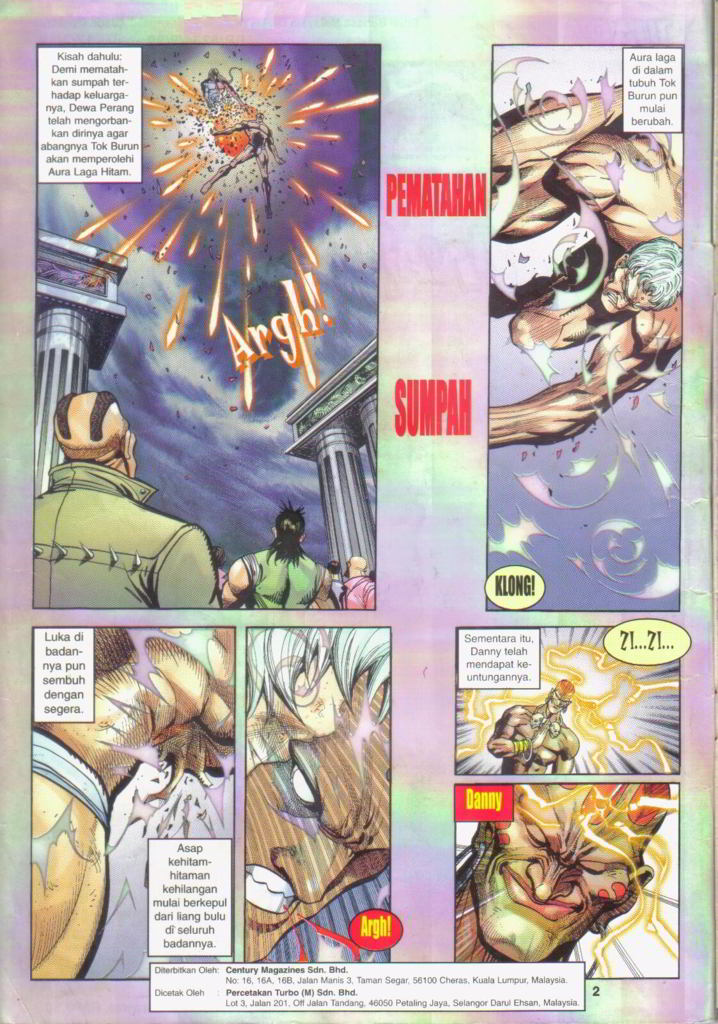 Kisah dahulu:
Demi mematah-
kan sumpah ter-
hadap keluarga-
nya, Dewa Perang
telah mengorban-
kan dirinya agar
abangnya Tok Burun
akan memperolehi
Aura Laga Hitam.
Argh!
Argh!
PEMATAHAN
SUMPAH
Aura laga
di dalam
tubuh Tok
Burun pun
mulai
berubah.
KLONG!
Luka di
badan-
nya pun
sembuh
dengan
segera.
Asap
kehitam-
hitaman
kehilangan
mulai berkepul
dari liang bulu
di seluruh
badannya.
Argh!
Sementara itu,
Danny telah
mendapat ke-
untungannya.
ZI...ZI...
Danny
Diterbitkan Oleh: Century Magazines Sdn. Bhd.
No: 16, 16A, 16B, Jalan Manis 3, Taman Segar, 56100 Cheras, Kuala Lumpur, Malaysia.
Dicetak Oleh : Percetakan Turbo (M) Sdn. Bhd.
Lot 3, Jalan 201, Off Jalan Tandang, 46050 Petaling Jaya, Selangor Darul Ehsan, Malaysia.
2